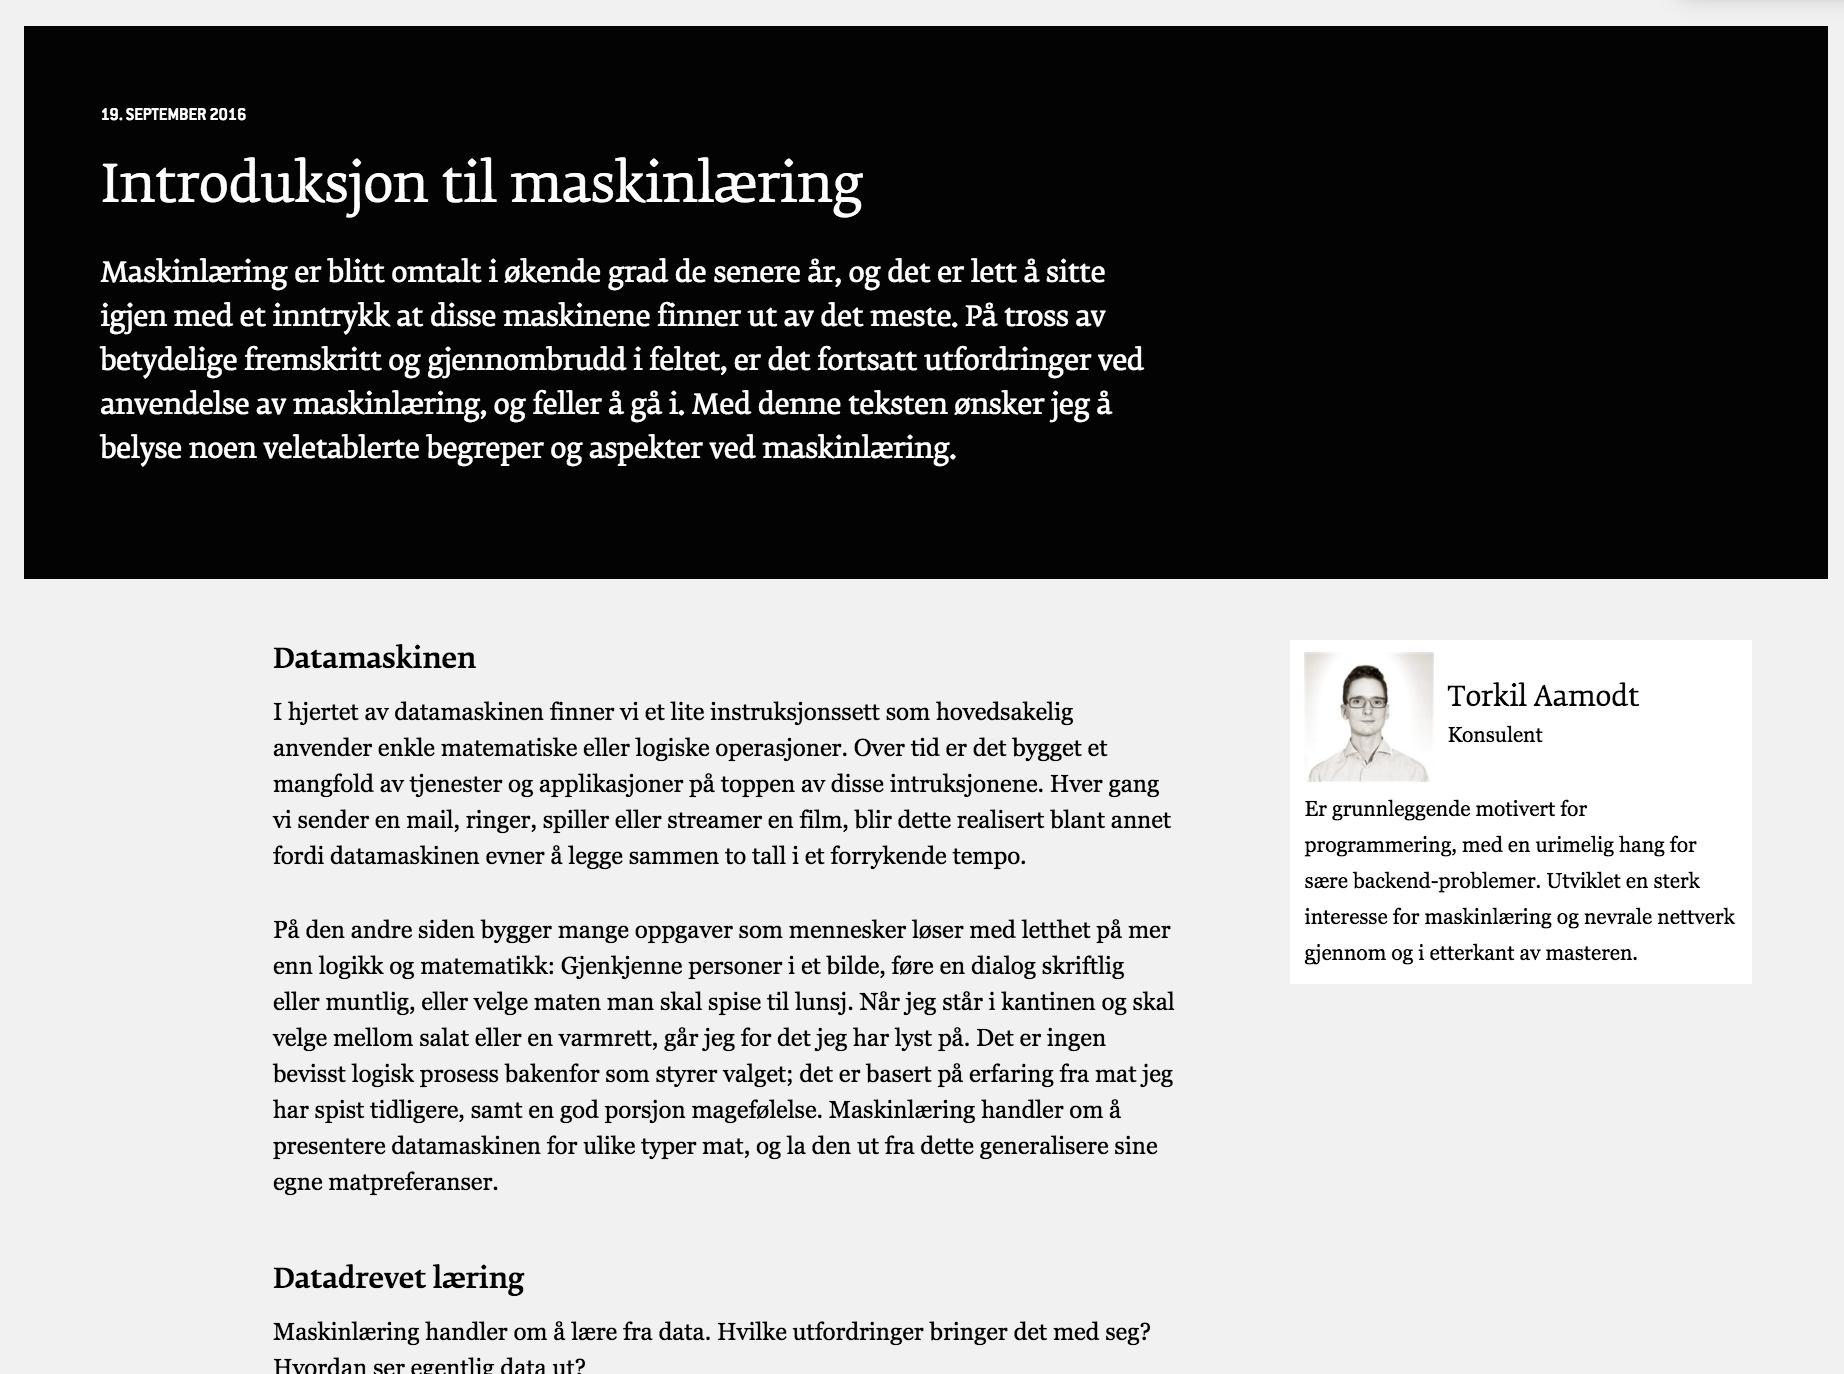 19. SEPTEMBER 2016
Introduksjon til maskinlæring
Maskinlæring er blitt omtalt i økende grad de senere år, og det er lett å sitte
igjen med et inntrykk at disse maskinene finner ut av det meste. På tross av
betydelige fremskritt og gjennombrudd i feltet, er det fortsatt utfordringer ved
anvendelse av maskinlæring, og feller å gå i. Med denne teksten ønsker jeg å
belyse noen veletablerte begreper og aspekter ved maskinlæring.
Datamaskinen
I hjertet av datamaskinen finner vi et lite instruksjonssett som hovedsakelig
anvender enkle matematiske eller logiske operasjoner. Over tid er det bygget et
mangfold av tjenester og applikasjoner på toppen av disse intruksjonene. Hver gang
vi sender en mail, ringer, spiller eller streamer en film, blir dette realisert blant annet
fordi datamaskinen evner å legge sammen to tall i et forrykende tempo.
På den andre siden bygger mange oppgaver som mennesker løser med letthet på mer
enn logikk og matematikk: Gjenkjenne personer i et bilde, føre en dialog skriftlig
eller muntlig, eller velge maten man skal spise til lunsj. Når jeg står i kantinen og skal
velge mellom salat eller en varmrett, går jeg for det jeg har lyst på. Det er ingen
bevisst logisk prosess bakenfor som styrer valget; det er basert på erfaring fra mat jeg
har spist tidligere, samt en god porsjon magefølelse. Maskinlæring handler om å
presentere datamaskinen for ulike typer mat, og la den ut fra dette generalisere sine
egne matpreferanser.
Datadrevet læring
Maskinlæring handler om å lære fra data. Hvilke utfordringer bringer det med seg?
Hvordan ser egentlig data ut?
Torkil Aamodt
Konsulent
Er grunnleggende motivert for
programmering, med en urimelig hang for
sære backend-problemer. Utviklet en sterk
interesse for maskinlæring og nevrale nettverk
gjennom og i etterkant av masteren.